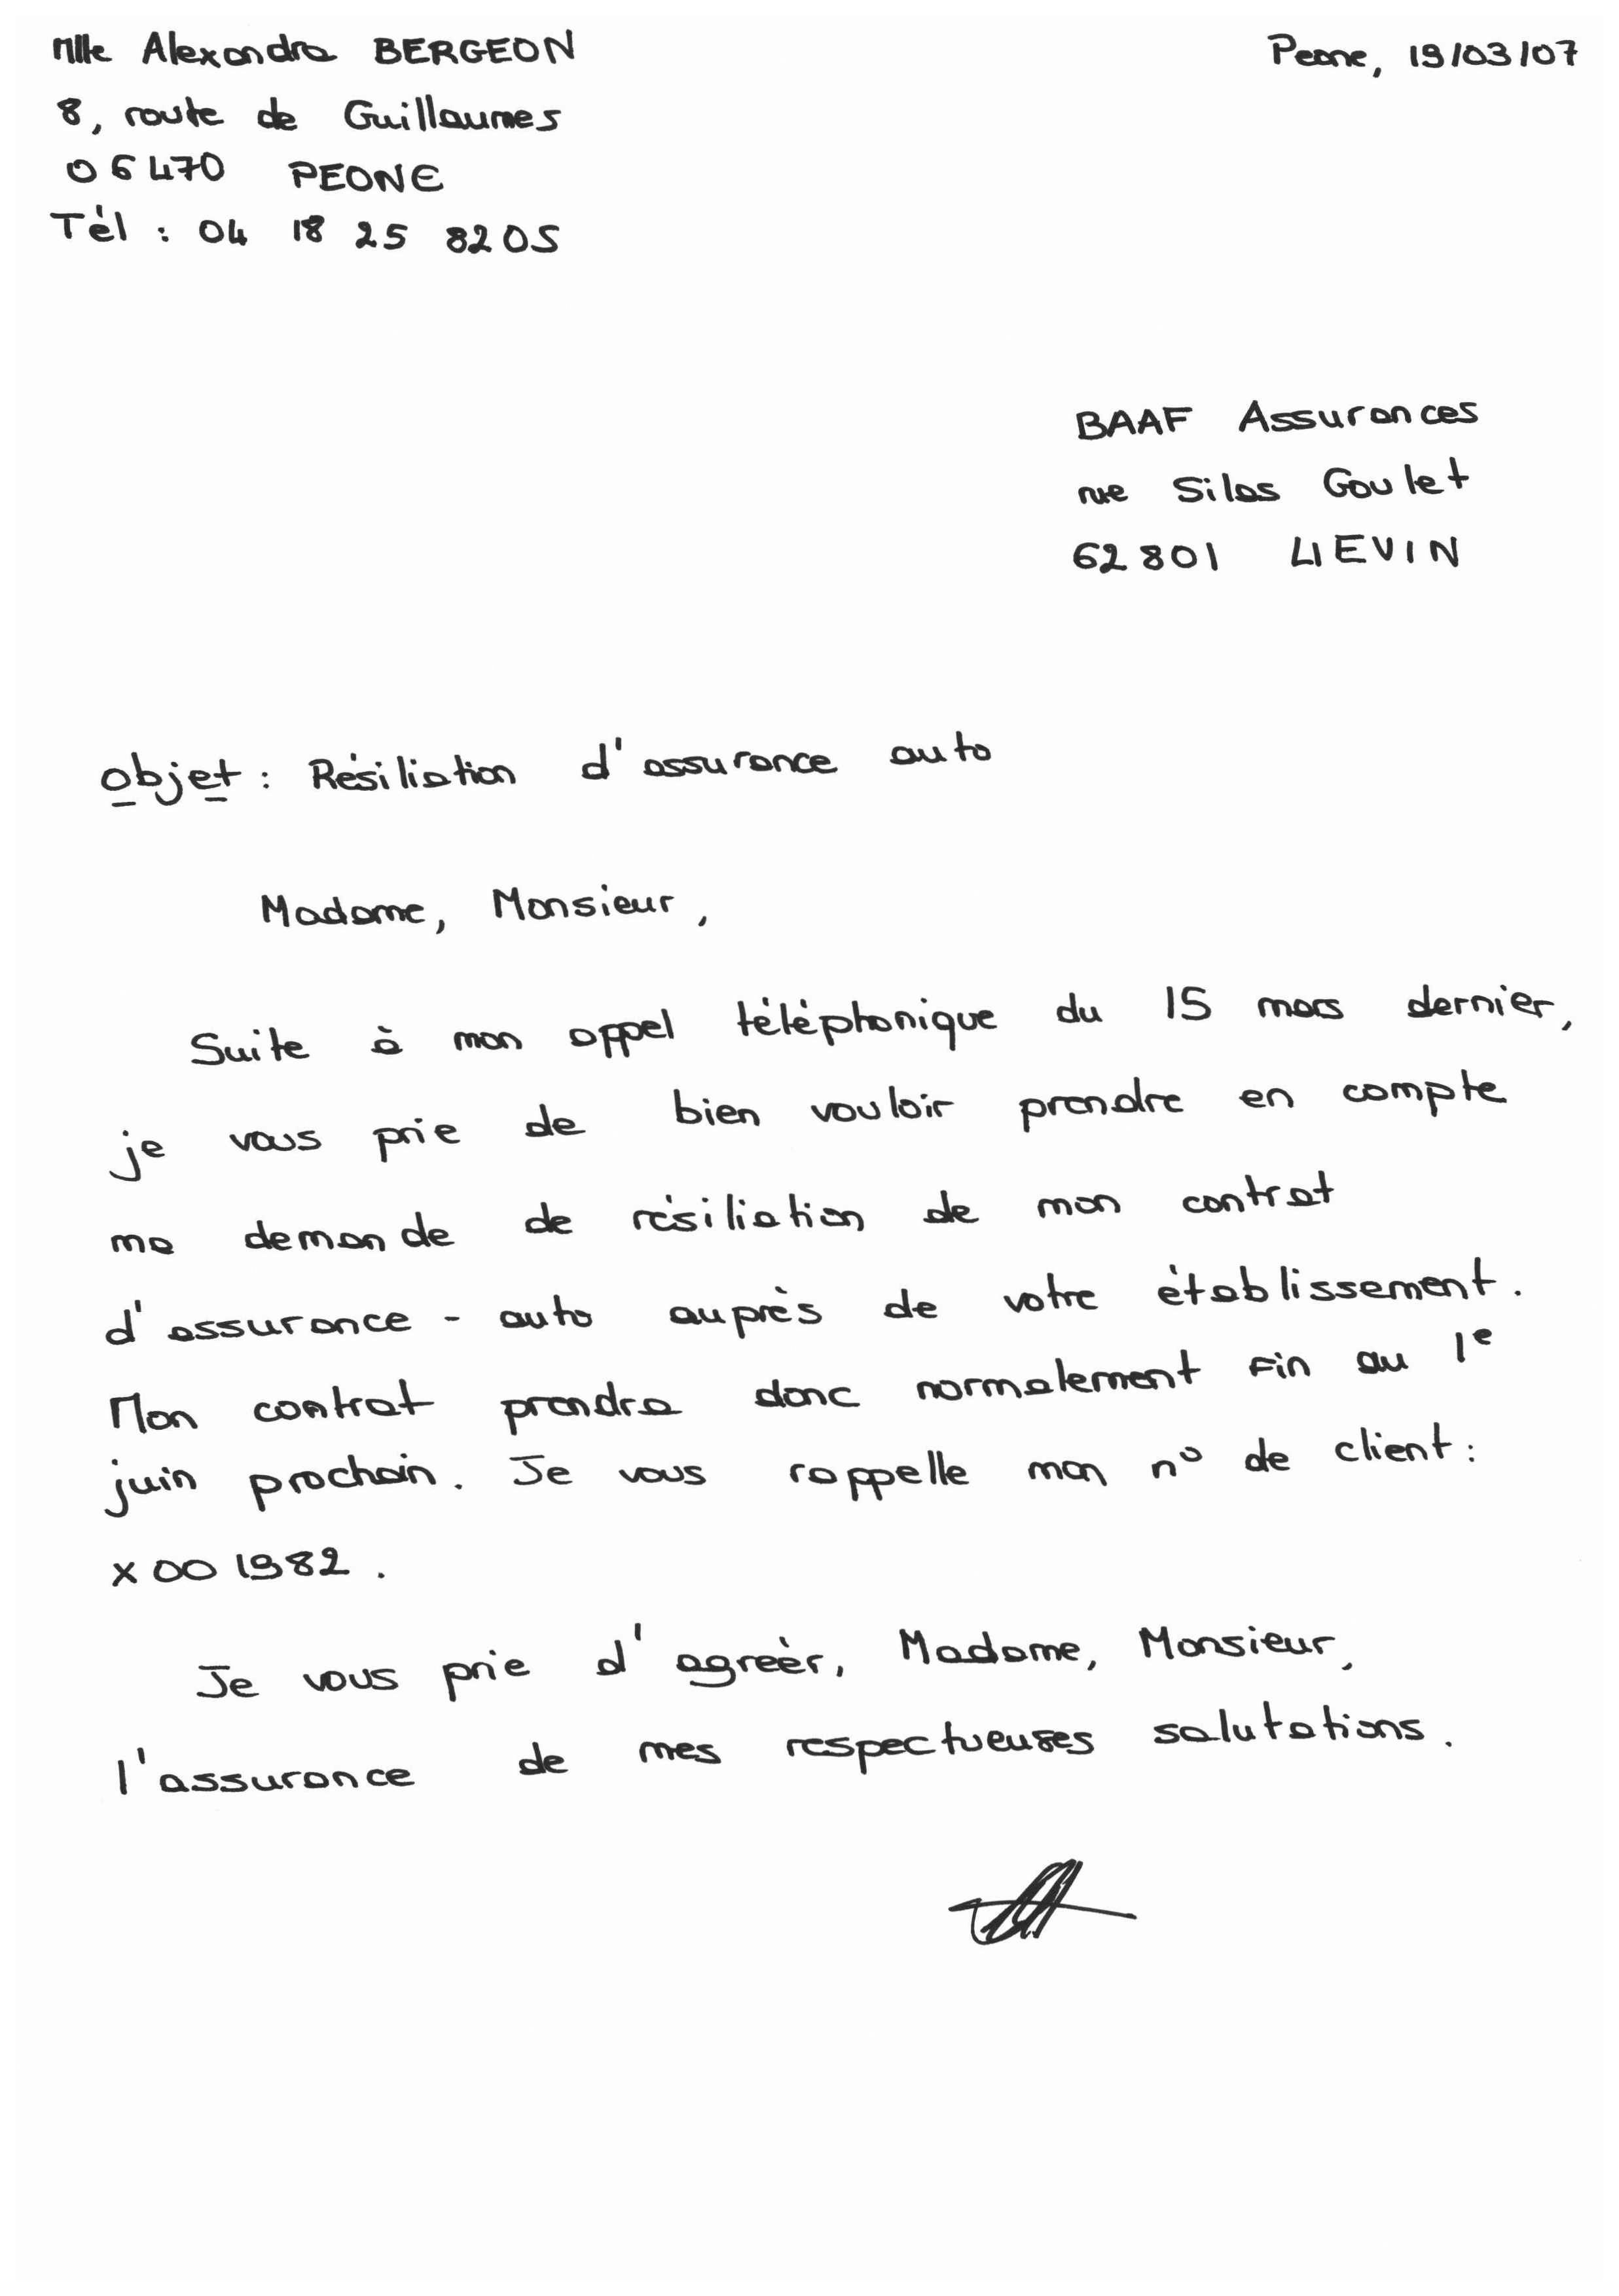 Mlle Alexandra BERGEON
Peone, 19/03/07
8, route de Guillaumes
06470 PEONE
Tél : 04 18 25 82 05
BAAF Assurances
rue Silas Goulet
62801 LIEVIN
Objet : Résiliation d'assurance auto
Madame, Monsieur,
Suite à mon appel téléphonique du 15 mars dernier,
je vous prie de bien vouloir prendre en compte
ma demande de résiliation de mon contrat
d'assurance - auto auprès de votre établissement.
Mon contrat prendra donc normalement fin au 1e
juin prochain. Je vous rappelle mon n° de client :
X001982.
Je vous prie d'agréer, Madame, Monsieur,
l'assurance de mes respectueuses salutations.